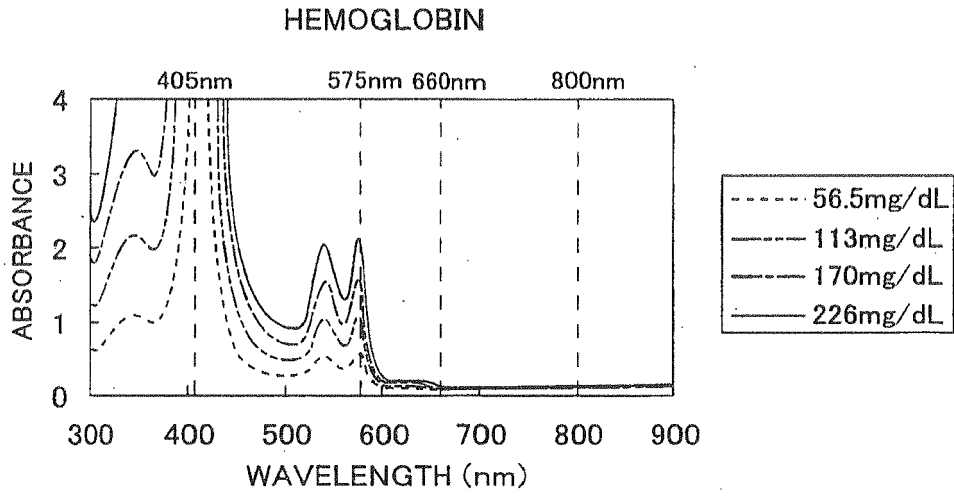 HEMOGLOBIN
405nm 575nm 660nm 800nm
4
3
2
1
0
ABSORBANCE
300 400 500 600 700 800 900
WAVELENGTH (nm)
56.5mg/dL
113mg/dL
170mg/dL
226mg/dL